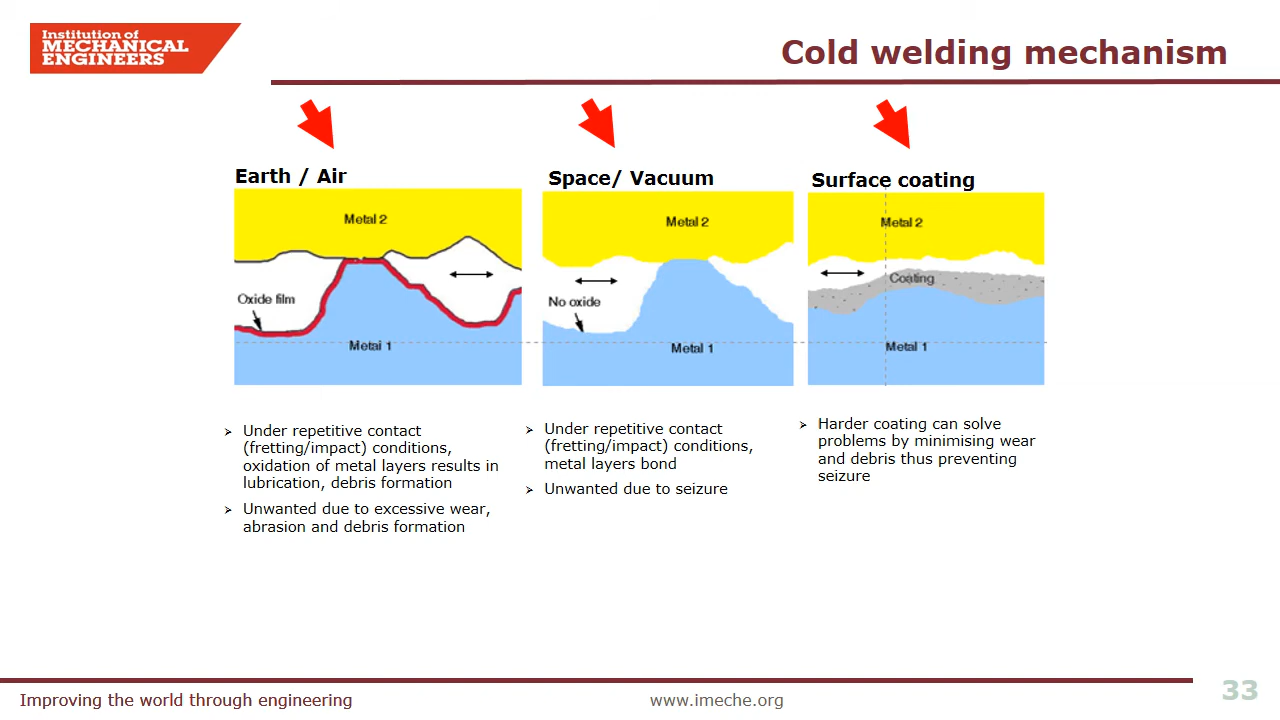 Institution of
MECHANICAL
ENGINEERS
Cold welding mechanism
Earth / Air
Metal 2
Oxide film
Metal 1
Under repetitive contact
(fretting/impact) conditions,
oxidation of metal layers results in
lubrication, debris formation
Unwanted due to excessive wear,
abrasion and debris formation
Space/ Vacuum
Metal 2
No oxide
Metal 1
Under repetitive contact
(fretting/impact) conditions,
metal layers bond
Unwanted due to seizure
Surface coating
Metal 2
Coating
Metal 1
Harder coating can solve
problems by minimising wear
and debris thus preventing
seizure
Improving the world through engineering
www.imeche.org
33